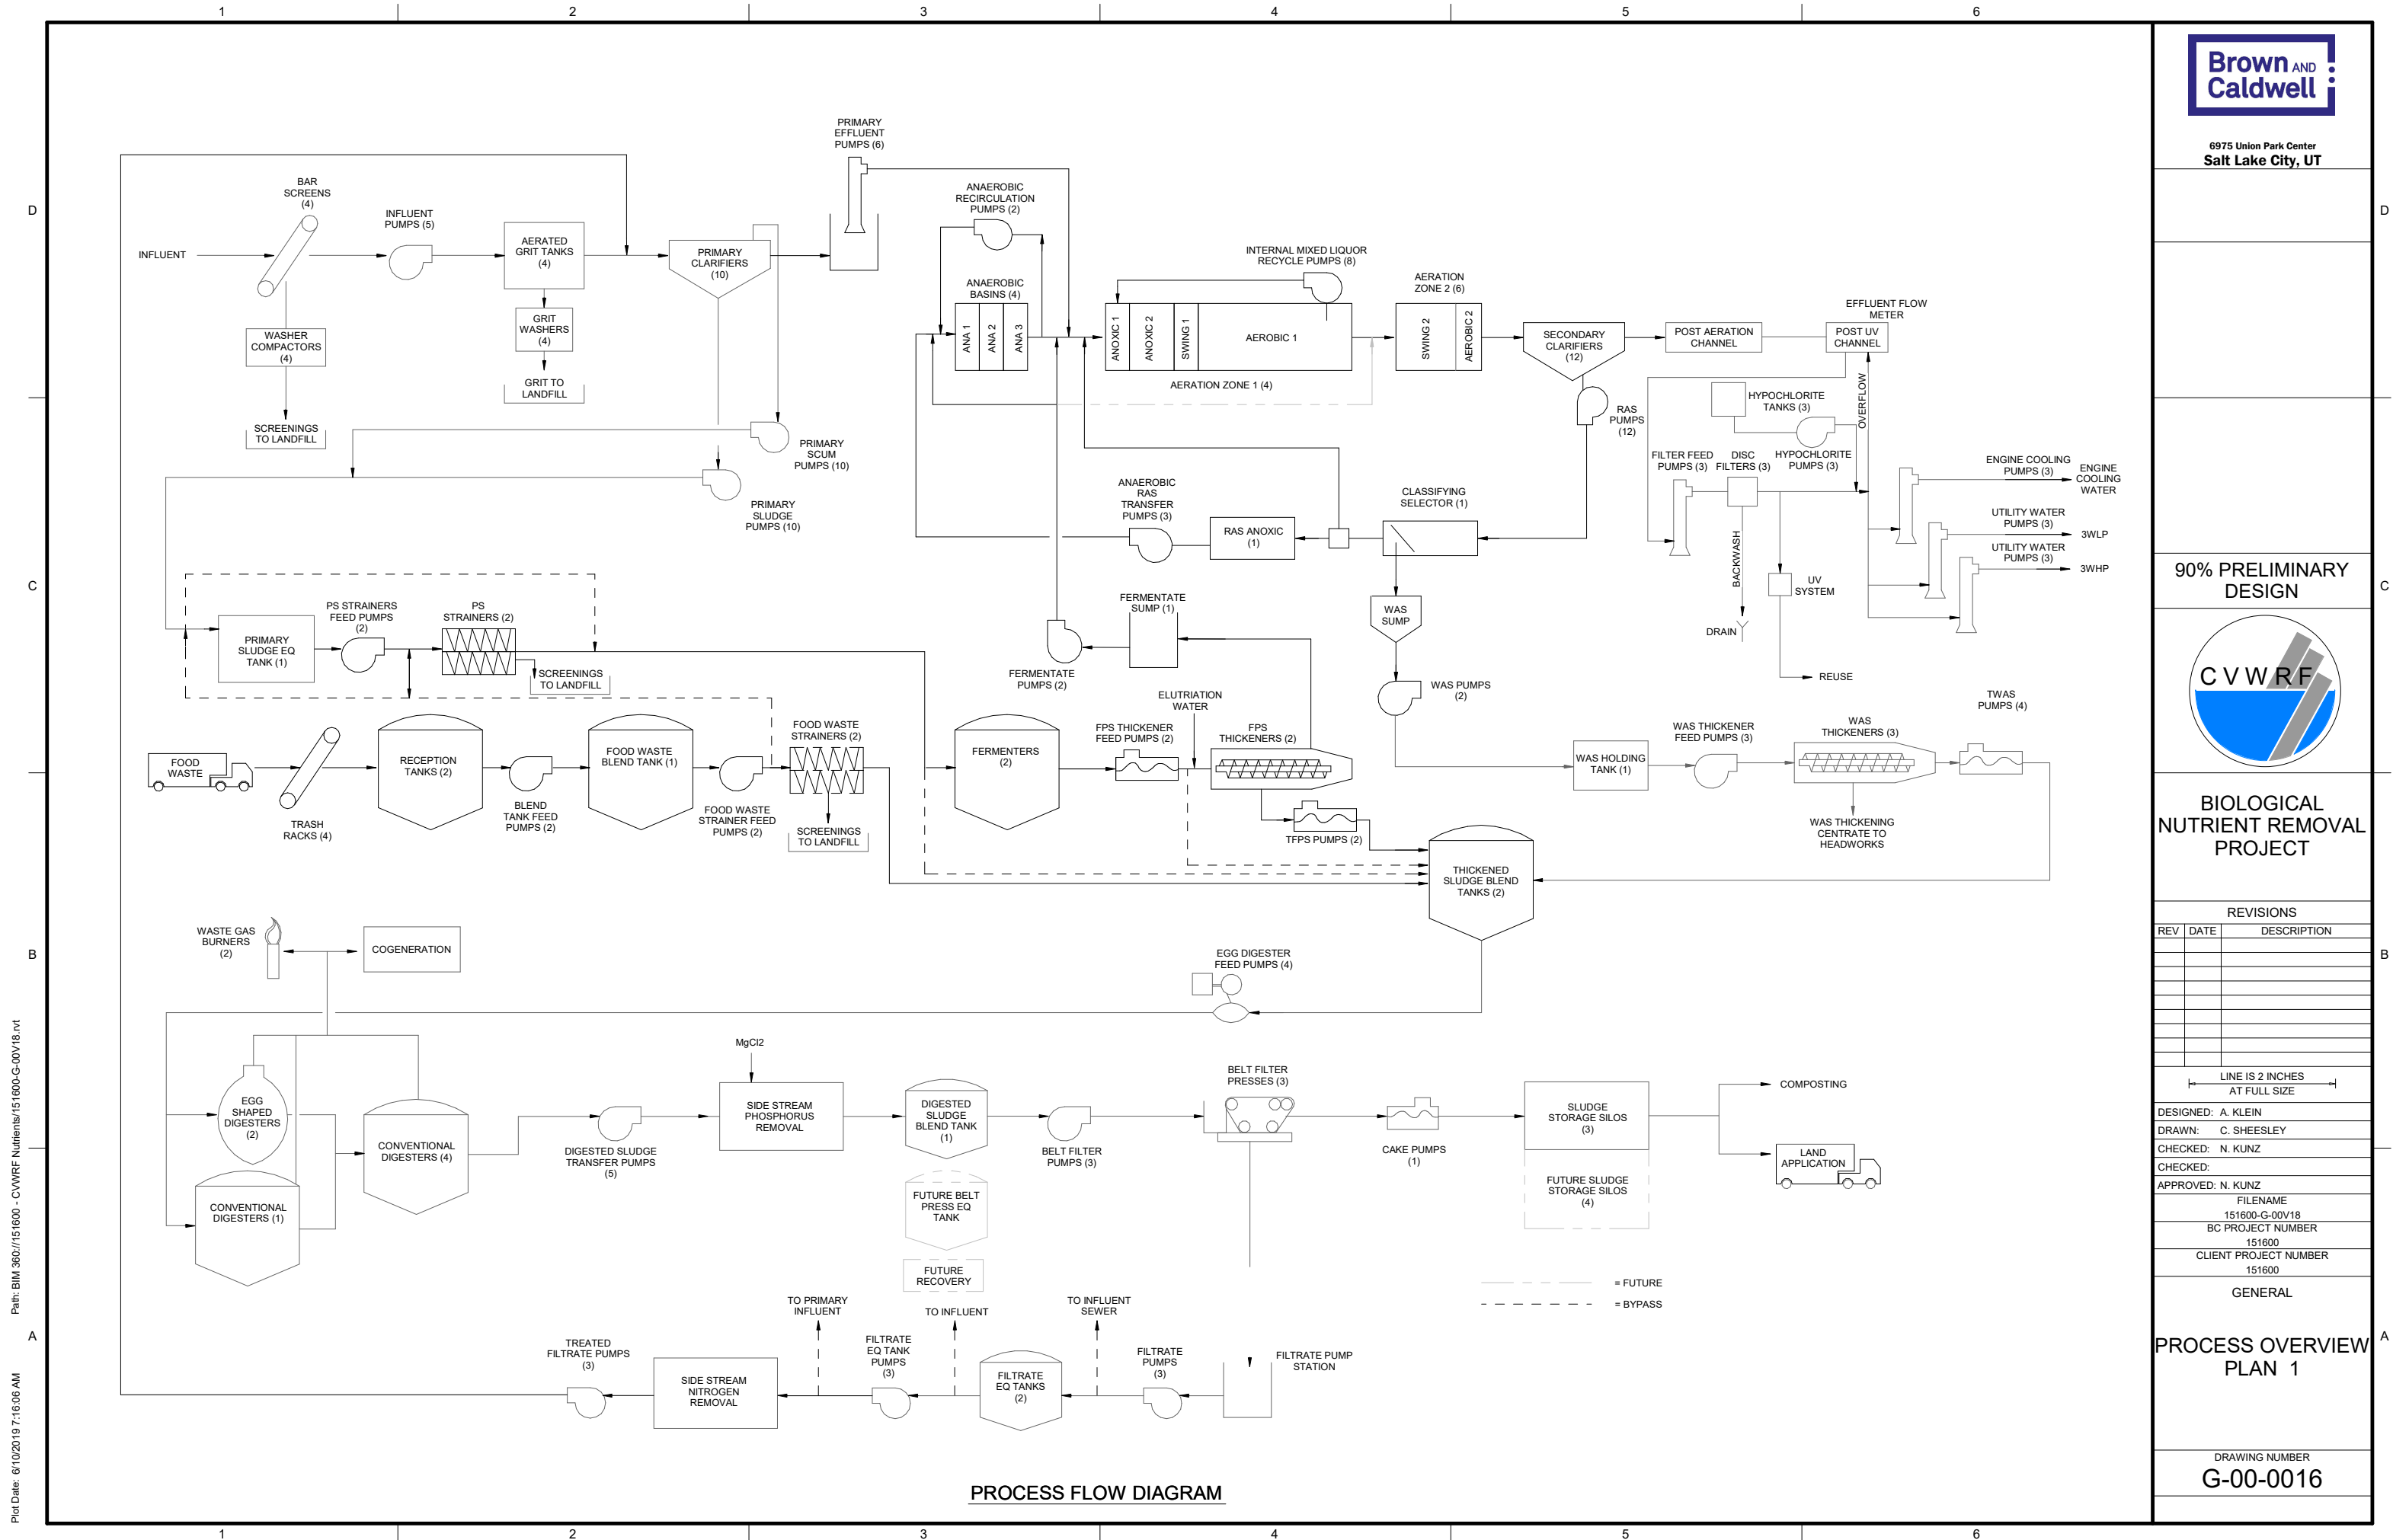 1
2
3
4
5
6
D
C
B
A
BAR
SCREENS
(4)
INFLUENT
INFLUENT
PUMPS (5)
AERATED
GRIT TANKS
(4)
PRIMARY
CLARIFIERS
(10)
PRIMARY
EFFLUENT
PUMPS (6)
WASHER
COMPACTORS
(4)
GRIT
WASHERS
(4)
GRIT TO
LANDFILL
SCREENINGS
TO LANDFILL
PRIMARY
SCUM
PUMPS (10)
PRIMARY
SLUDGE
PUMPS (10)
ANAEROBIC
RECIRCULATION
PUMPS (2)
ANAEROBIC
BASINS (4)
ANA 1
ANA 2
ANA 3
INTERNAL MIXED LIQUOR
RECYCLE PUMPS (8)
ANOXIC 1
ANOXIC 2
SWING 1
AEROBIC 1
AERATION ZONE 1 (4)
AERATION
ZONE 2 (6)
SWING 2
AEROBIC 2
SECONDARY
CLARIFIERS
(12)
RAS
PUMPS
(12)
POST AERATION
CHANNEL
EFFLUENT FLOW
METER
POST UV
CHANNEL
HYPOCHLORITE
TANKS (3)
OVERFLOW
FILTER FEED
PUMPS (3)
DISC
FILTERS (3)
HYPOCHLORITE
PUMPS (3)
ENGINE COOLING
PUMPS (3)
ENGINE
COOLING
WATER
UTILITY WATER
PUMPS (3)
3WLP
UTILITY WATER
PUMPS (3)
3WHP
BACKWASH
DRAIN
UV
SYSTEM
REUSE
ANAEROBIC
RAS
TRANSFER
PUMPS (3)
RAS ANOXIC
(1)
CLASSIFYING
SELECTOR (1)
WAS
SUMP
WAS PUMPS
(2)
FERMENTATE
SUMP (1)
FERMENTATE
PUMPS (2)
PS STRAINERS
FEED PUMPS
(2)
PS
STRAINERS (2)
PRIMARY
SLUDGE EQ
TANK (1)
SCREENINGS
TO LANDFILL
FOOD
WASTE
TRASH
RACKS (4)
RECEPTION
TANKS (2)
BLEND
TANK FEED
PUMPS (2)
FOOD WASTE
BLEND TANK (1)
FOOD WASTE
STRAINER FEED
PUMPS (2)
FOOD WASTE
STRAINERS (2)
SCREENINGS
TO LANDFILL
FERMENTERS
(2)
FPS THICKENER
FEED PUMPS (2)
ELUTRIATION
WATER
FPS
THICKENERS (2)
TFPS PUMPS (2)
THICKENED
SLUDGE BLEND
TANKS (2)
WAS HOLDING
TANK (1)
WAS THICKENER
FEED PUMPS (3)
WAS
THICKENERS (3)
TWAS
PUMPS (4)
WAS THICKENING
CENTRATE TO
HEADWORKS
WASTE GAS
BURNERS
(2)
COGENERATION
EGG DIGESTER
FEED PUMPS (4)
EGG
SHAPED
DIGESTERS
(2)
CONVENTIONAL
DIGESTERS (1)
CONVENTIONAL
DIGESTERS (4)
DIGESTED SLUDGE
TRANSFER PUMPS
(5)
MgCl2
SIDE STREAM
PHOSPHORUS
REMOVAL
DIGESTED
SLUDGE
BLEND TANK
(1)
FUTURE BELT
PRESS EQ
TANK
FUTURE
RECOVERY
BELT FILTER
PUMPS (3)
BELT FILTER
PRESSES (3)
CAKE PUMPS
(1)
SLUDGE
STORAGE SILOS
(3)
FUTURE SLUDGE
STORAGE SILOS
(4)
COMPOSTING
LAND
APPLICATION
= FUTURE
= BYPASS
TREATED
FILTRATE PUMPS
(3)
SIDE STREAM
NITROGEN
REMOVAL
TO PRIMARY
INFLUENT
FILTRATE
EQ TANK
PUMPS
(3)
TO INFLUENT
FILTRATE
EQ TANKS
(2)
TO INFLUENT
SEWER
FILTRATE
PUMPS
(3)
FILTRATE PUMP
STATION
PROCESS FLOW DIAGRAM
Brown AND
Caldwell
6975 Union Park Center
Salt Lake City, UT
90% PRELIMINARY
DESIGN
C V W R F
BIOLOGICAL
NUTRIENT REMOVAL
PROJECT
REVISIONS
REV DATE DESCRIPTION
LINE IS 2 INCHES
AT FULL SIZE
DESIGNED: A. KLEIN
DRAWN: C. SHEESLEY
CHECKED: N. KUNZ
CHECKED:
APPROVED: N. KUNZ
FILENAME
151600-G-00V18
BC PROJECT NUMBER
151600
CLIENT PROJECT NUMBER
151600
GENERAL
PROCESS OVERVIEW
PLAN 1
DRAWING NUMBER
G-00-0016
D
C
B
A
1
2
3
4
5
6
Path: BIM 360://151600 - CVWRF Nutrients/151600-G-00V18.rvt
Plot Date: 6/10/2019 7:16:06 AM